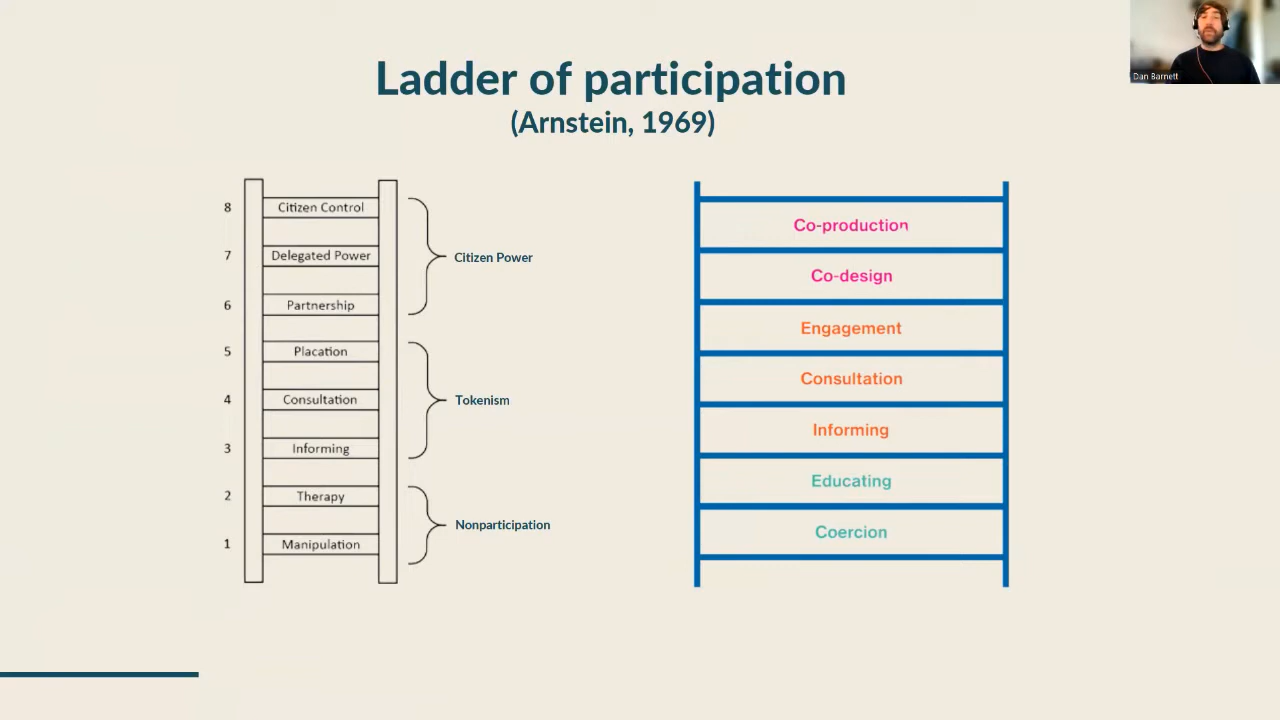 Ladder of participation
(Arnstein, 1969)
Dan Barnett
8 Citizen Control
7 Delegated Power
6 Partnership
5 Placation
4 Consultation
3 Informing
2 Therapy
1 Manipulation
Citizen Power
Tokenism
Nonparticipation
Co-production
Co-design
Engagement
Consultation
Informing
Educating
Coercion